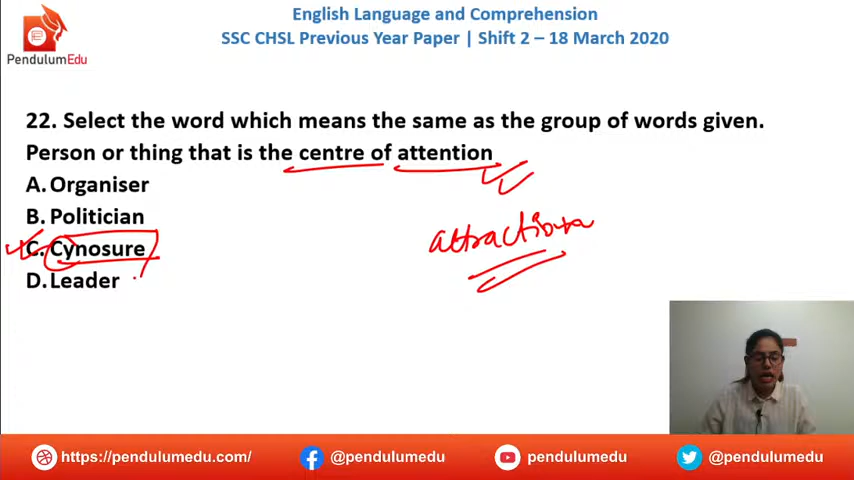 English Language and Comprehension
SSC CHSL Previous Year Paper | Shift 2 – 18 March 2020
PendulumEdu
22. Select the word which means the same as the group of words given.
Person or thing that is the centre of attention
A. Organiser
B. Politician
attraction
C. Cynosure
D. Leader
https://pendulumedu.com/
@pendulumedu
pendulumedu
@pendulumedu